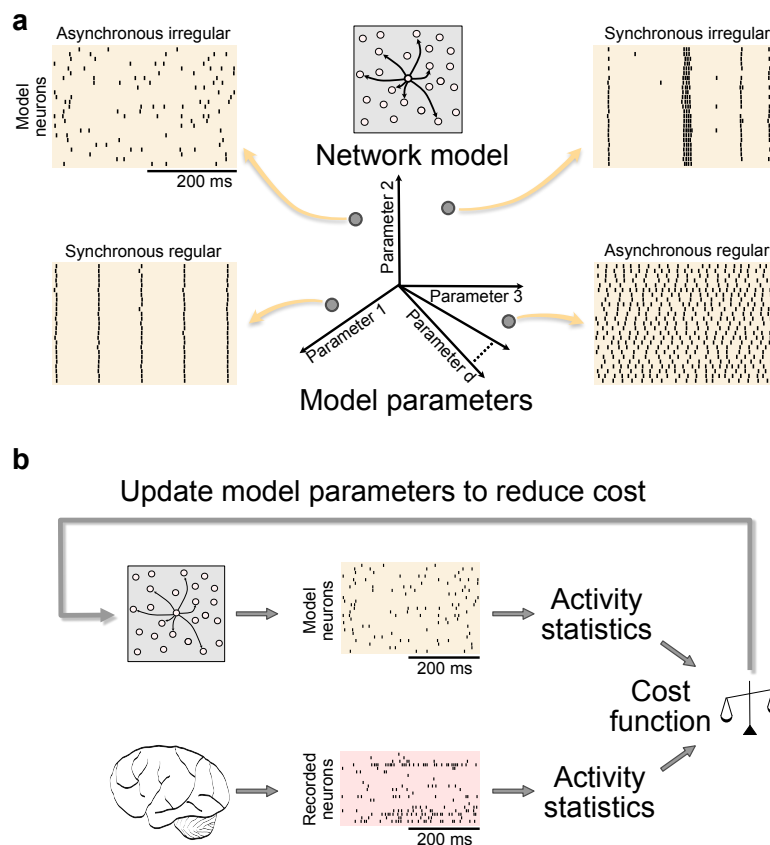 a
Asynchronous irregular
Model
neurons
200 ms
Network model
Synchronous irregular
Synchronous regular
Parameter 1
Parameter 2
Parameter 3
Parameter d
Model parameters
Asynchronous regular
b
Update model parameters to reduce cost
Model
neurons
200 ms
Activity
statistics
Cost
function
Recorded
neurons
200 ms
Activity
statistics